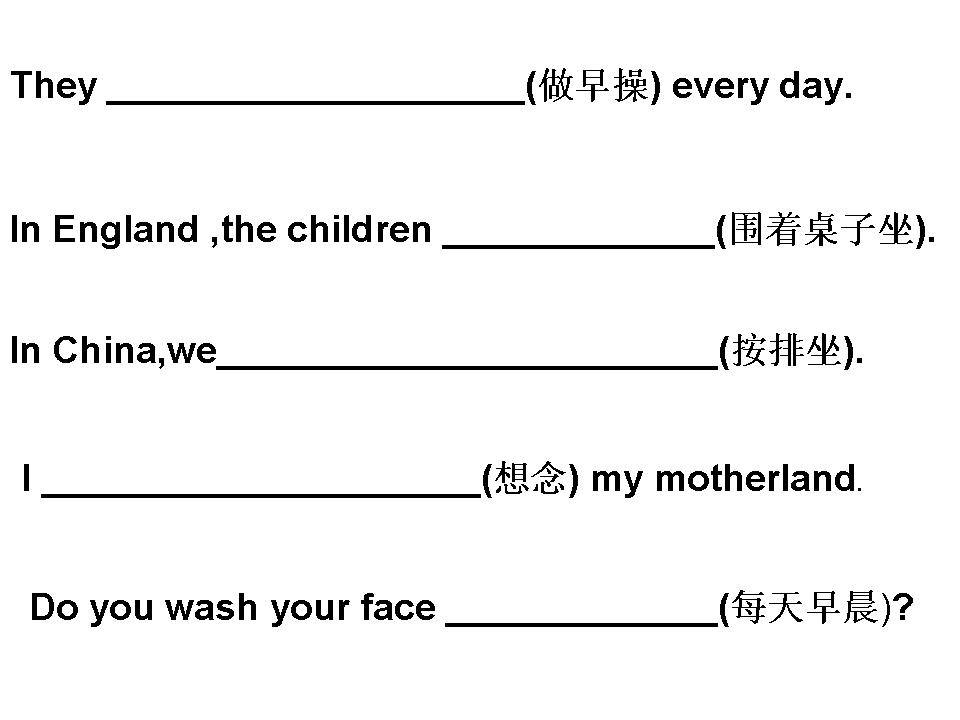 They ____________________(做早操) every day.
In England ,the children _____________(围着桌子坐).
In China,we________________________(按排坐).
I _____________________(想念) my motherland.
Do you wash your face _____________(每天早晨)?